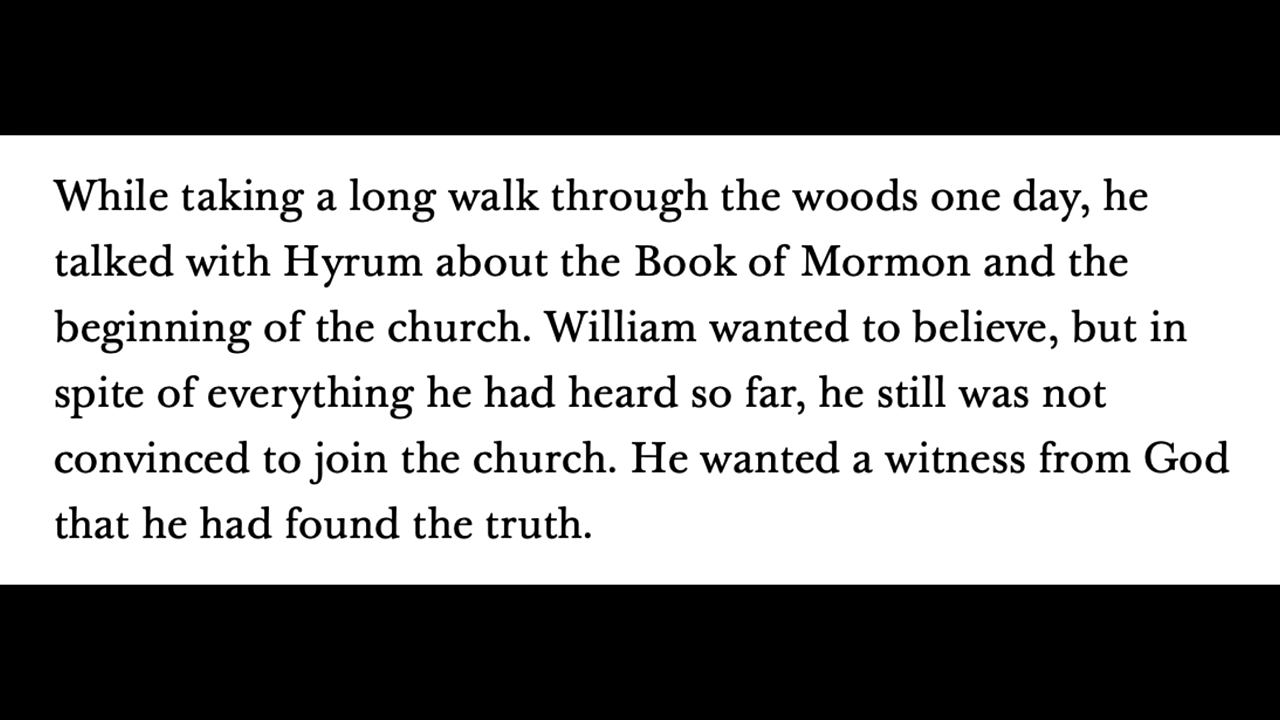 While taking a long walk through the woods one day, he
talked with Hyrum about the Book of Mormon and the
beginning of the church. William wanted to believe, but in
spite of everything he had heard so far, he still was not
convinced to join the church. He wanted a witness from God
that he had found the truth.